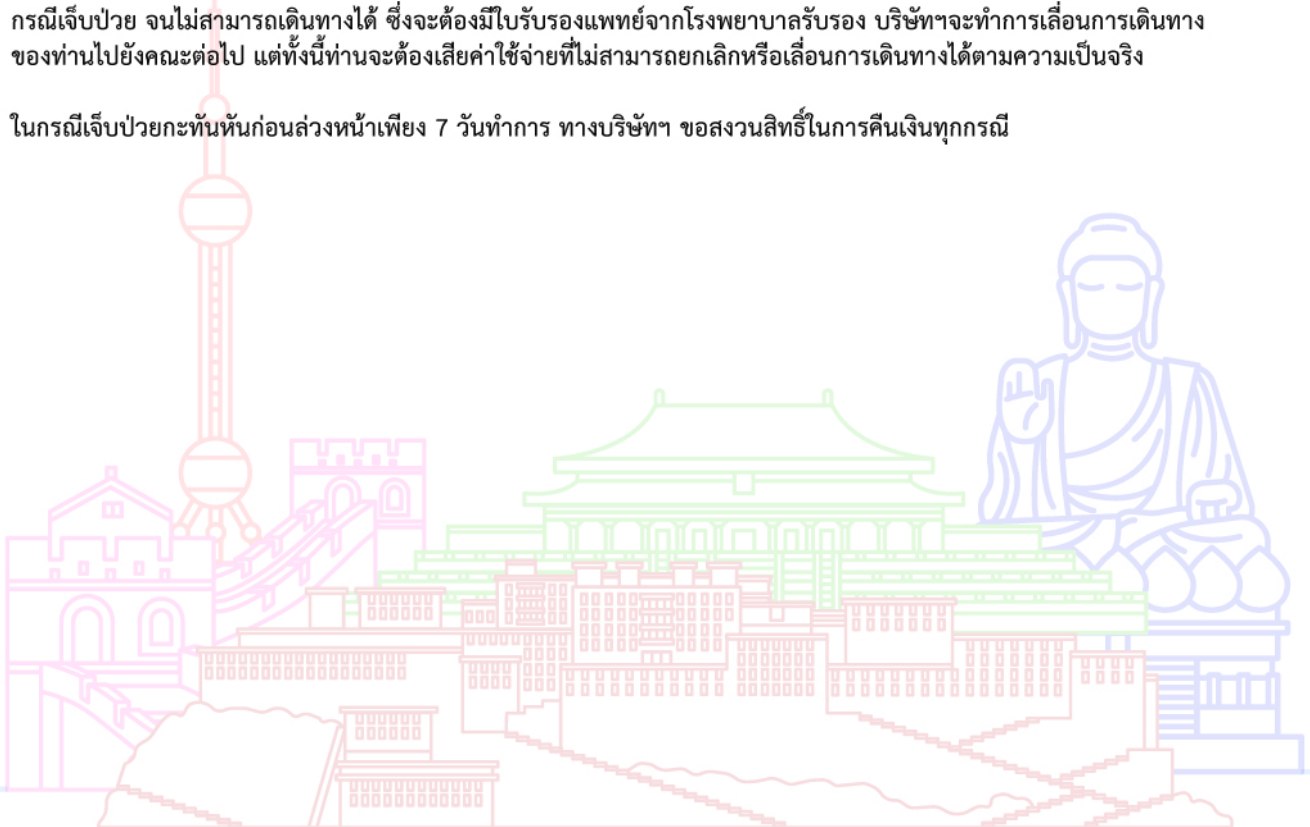 กรณีเจ็บป่วย จนไม่สามารถเดินทางได้ ซึ่งจะต้องมีใบรับรองแพทย์จากโรงพยาบาลรับรอง บริษัทฯจะทำการเลื่อนการเดินทาง
ของท่านไปยังคณะต่อไป แต่ทั้งนี้ท่านจะต้องเสียค่าใช้จ่ายที่ไม่สามารถยกเลิกหรือเลื่อนการเดินทางได้ตามความเป็นจริง
ในกรณีเจ็บป่วยกะทันหันก่อนล่วงหน้าเพียง 7 วันทำการ ทางบริษัทฯ ขอสงวนสิทธิ์ในการคืนเงินทุกกรณี